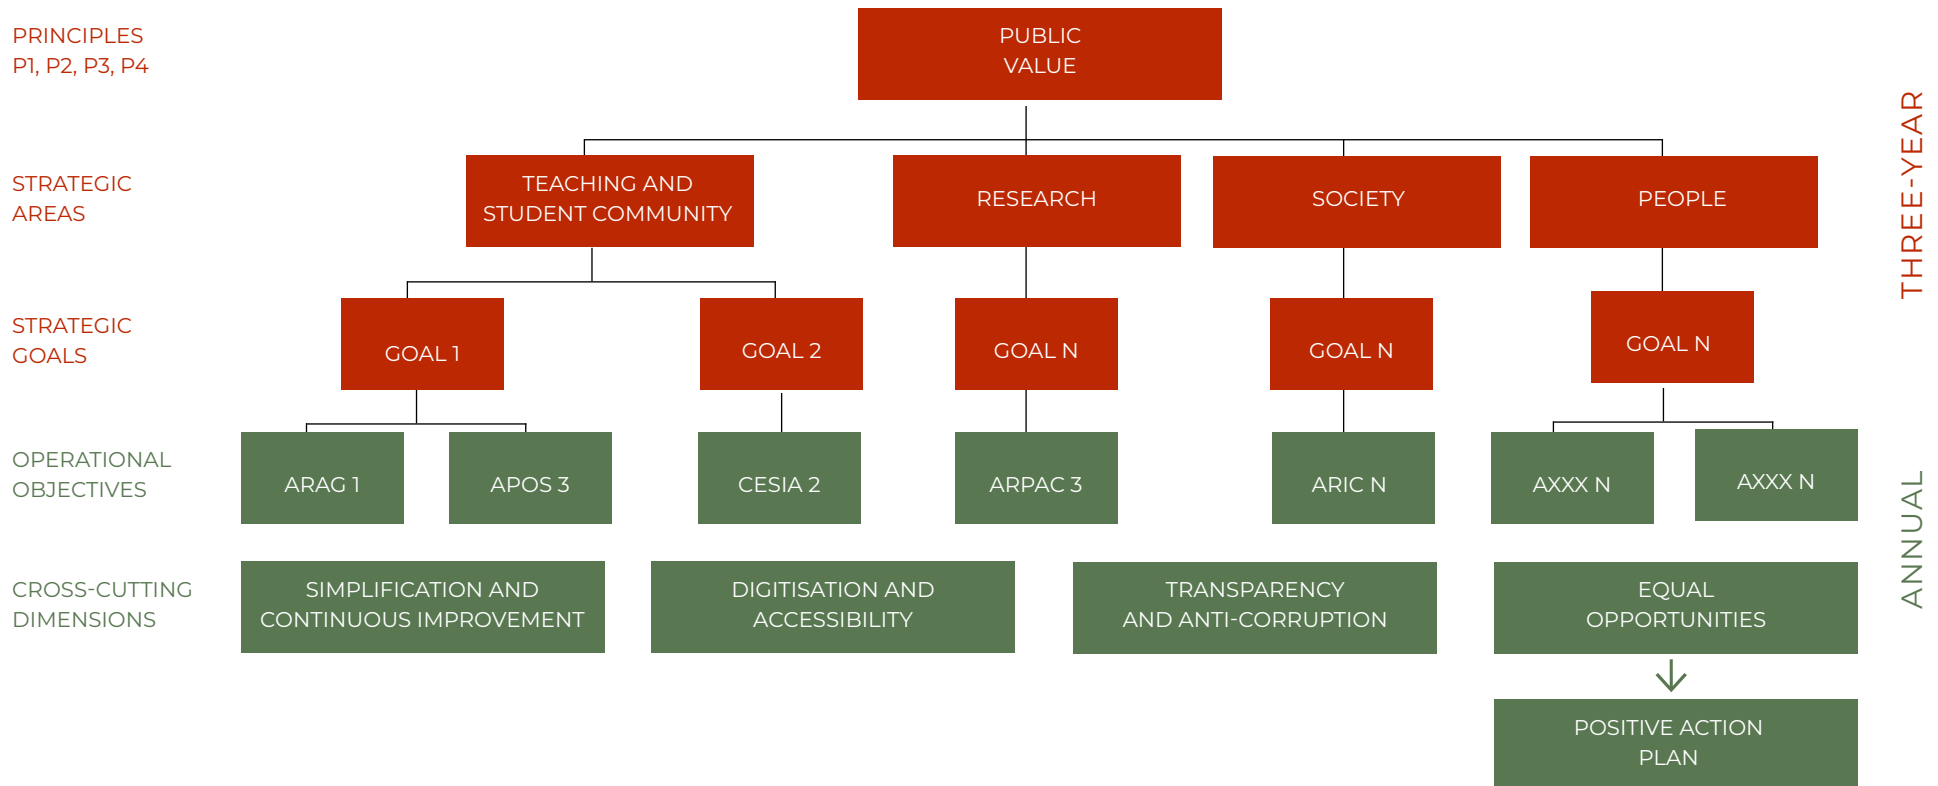 PRINCIPLES
P1, P2, P3, P4
PUBLIC
VALUE
THREE-YEAR
STRATEGIC
AREAS
TEACHING AND
STUDENT COMMUNITY
RESEARCH
SOCIETY
PEOPLE
STRATEGIC
GOALS
GOAL 1
GOAL 2
GOAL N
GOAL N
GOAL N
OPERATIONAL
OBJECTIVES
ARAG 1
APOS 3
CESIA 2
ARPAC 3
ARIC N
AXXX N
AXXX N
ANNUAL
CROSS-CUTTING
DIMENSIONS
SIMPLIFICATION AND
CONTINUOUS IMPROVEMENT
DIGITISATION AND
ACCESSIBILITY
TRANSPARENCY
AND ANTI-CORRUPTION
EQUAL
OPPORTUNITIES
POSITIVE ACTION
PLAN